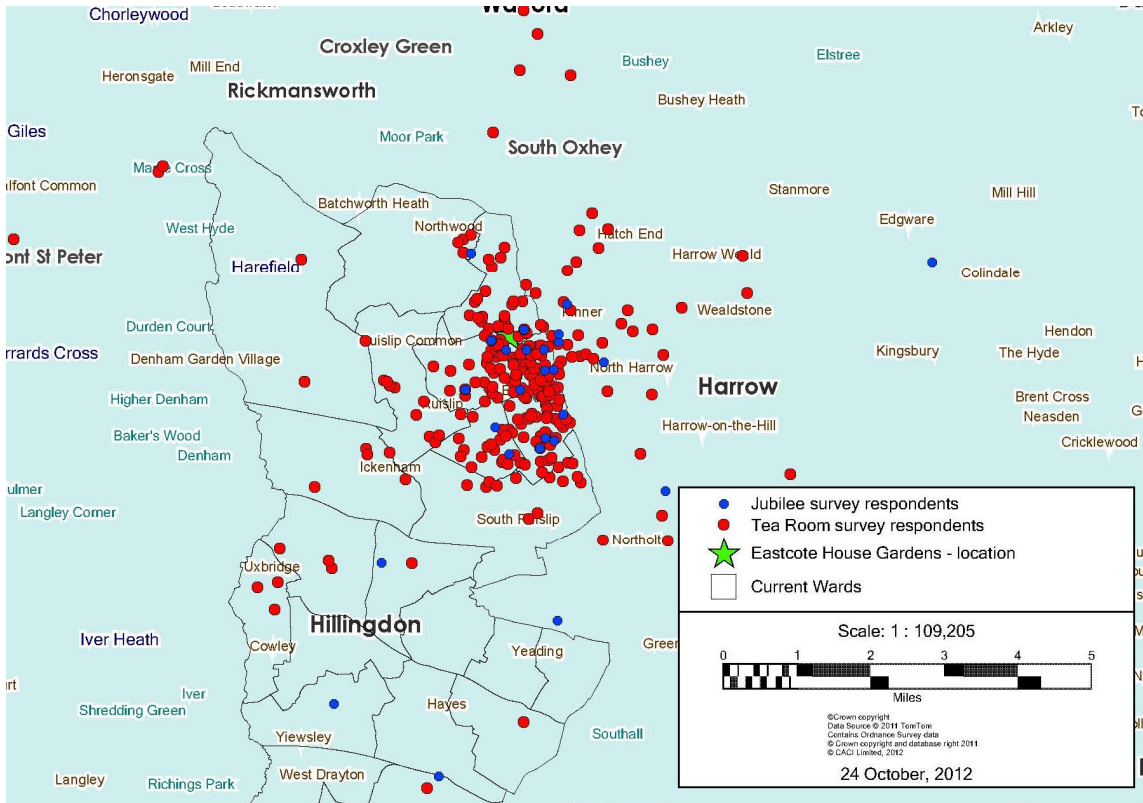 Watford
Chorleywood
Arkley
Croxley Green
Elstree
Bushey
Mill End
Heronsgate
Rickmansworth
Bushey Heath
Giles
Moor Park
South Oxhey
Cross
alfont Common
Stanmore
Mill Hill
Batchworth Heath
Edgware
Northwood
West Hyde
Hatch End
ont St Peter
Harefield
Harrow Weald
Colindale
Pinner
Wealdstone
Durden Court
Ruislip Common
Hendon
rrards Cross
Denham Garden Village
Kingsbury
The Hyde
North Harrow
Harrow
Higher Denham
Ruislip
Brent Cross
Neasden
Baker's Wood
Harrow-on-the-Hill
Cricklewood
Denham
Ickenham
ulmer
Langley Corner
South Ruislip
Northolt
Uxbridge
Hillingdon
Iver Heath
Cowley
Yeading
Green
rt
Iver
Shredding Green
Hayes
Yiewsley
Southall
Langley
Richings Park
West Drayton
Jubilee survey respondents
Tea Room survey respondents
Eastcote House Gardens - location
Current Wards
Scale: 1 : 109,205
0 1 2 3 4 5
Miles
©Crown copyright
Data Source © 2011 TomTom
Contains Ordnance Survey data
© Crown copyright and database right 2011
© CACI Limited, 2012
24 October, 2012